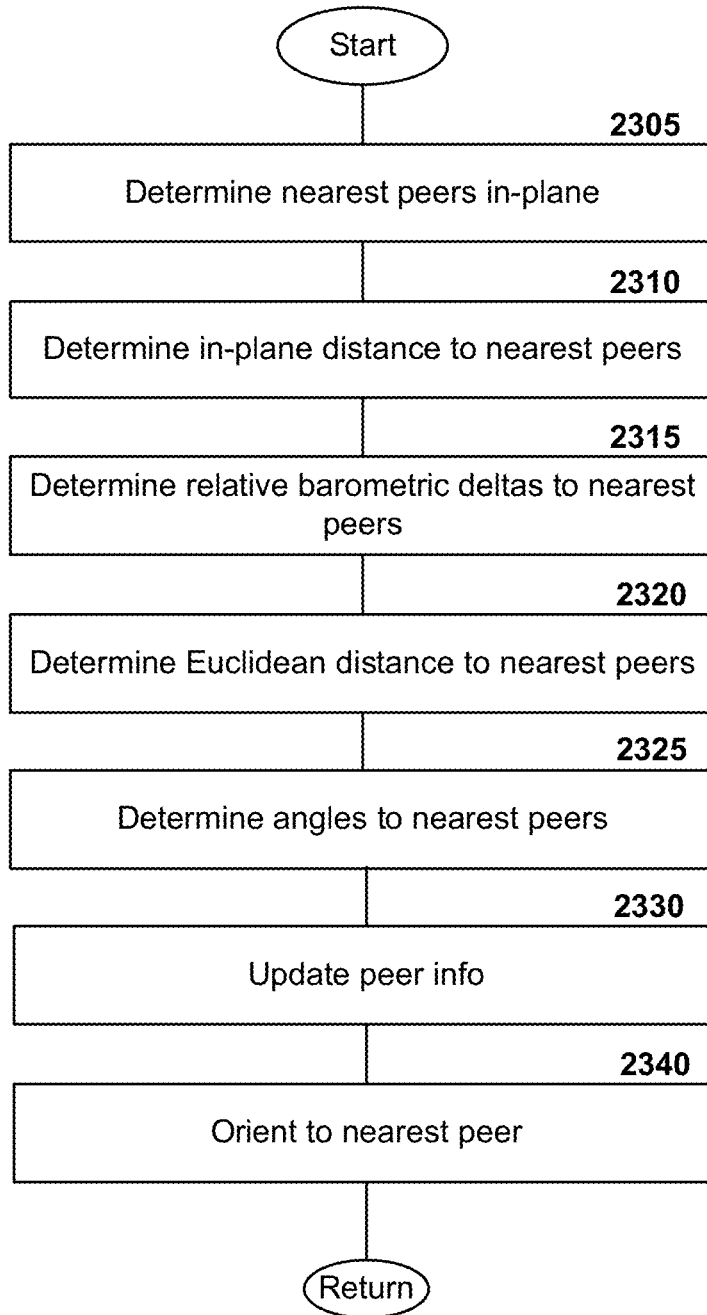 Start
2305
Determine nearest peers in-plane
2310
Determine in-plane distance to nearest peers
2315
Determine relative barometric deltas to nearest
peers
2320
Determine Euclidean distance to nearest peers
2325
Determine angles to nearest peers
2330
Update peer info
2340
Orient to nearest peer
Return